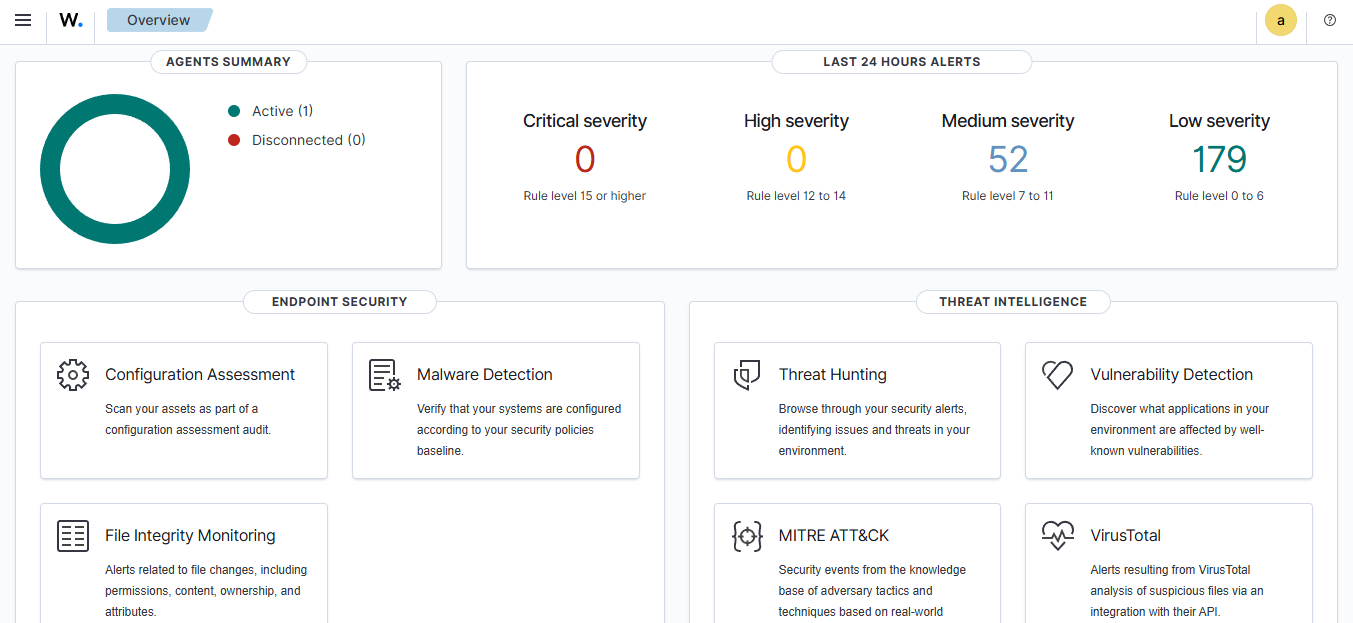 W.
Overview
a
AGENTS SUMMARY
Active (1)
Disconnected (0)
LAST 24 HOURS ALERTS
Critical severity
0
Rule level 15 or higher
High severity
0
Rule level 12 to 14
Medium severity
52
Rule level 7 to 11
Low severity
179
Rule level 0 to 6
ENDPOINT SECURITY
Configuration Assessment
Scan your assets as part of a
configuration assessment audit.
Malware Detection
Verify that your systems are configured
according to your security policies
baseline.
File Integrity Monitoring
Alerts related to file changes, including
permissions, content, ownership, and
attributes.
THREAT INTELLIGENCE
Threat Hunting
Browse through your security alerts,
identifying issues and threats in your
environment.
Vulnerability Detection
Discover what applications in your
environment are affected by well-
known vulnerabilities.
MITRE ATT&CK
Security events from the knowledge
base of adversary tactics and
techniques based on real-world
VirusTotal
Alerts resulting from VirusTotal
analysis of suspicious files via an
integration with their API.